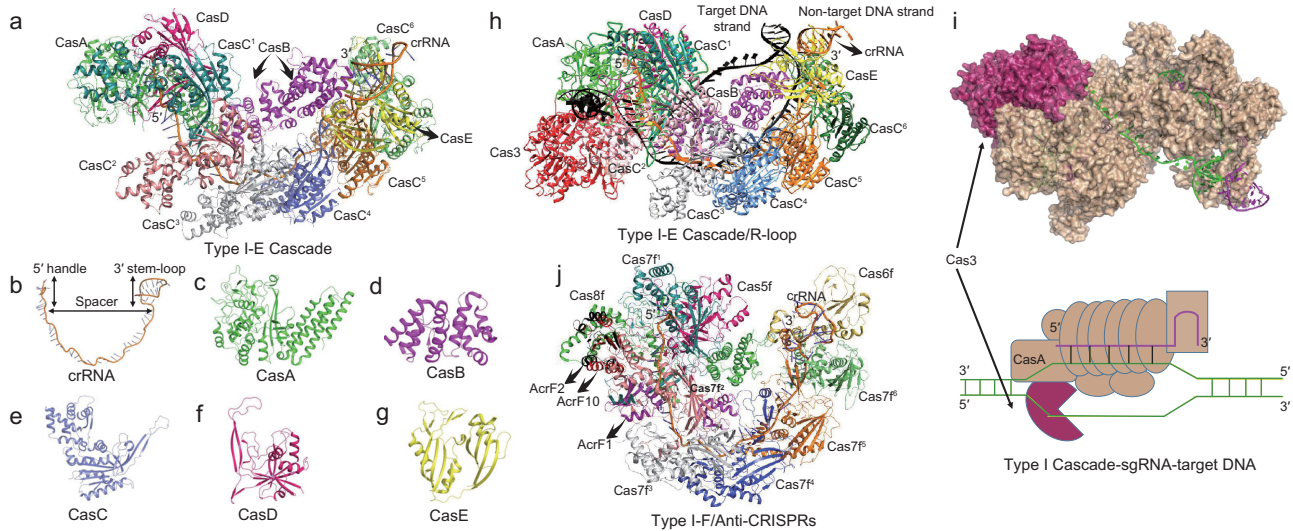 a
CasA
CasD
CasC1
CasB
CasC6
3′
crRNA
5′
CasE
CasC2
CasC5
CasC3
CasC4
Type I-E Cascade
b
5′ handle
3′ stem-loop
Spacer
crRNA
c
CasA
d
CasB
e
CasC
f
CasD
g
CasE
h
Target DNA
strand
Non-target DNA strand
CasD
CasA
CasC1
crRNA
5′
3′
CasE
CasB
Cas3
CasC6
CasC2
CasC5
CasC3
CasC4
Type I-E Cascade/R-loop
j
Cas7f1
Cas6f
Cas8f
Cas5f
crRNA
5′
3′
AcrF2
AcrF10
Cas7f2
Cas7f6
AcrF1
Cas7f5
Cas7f3
Cas7f4
Type I-F/Anti-CRISPRs
i
Cas3
5′
3′
CasA
3′
5′
5′
3′
Type I Cascade-sgRNA-target DNA